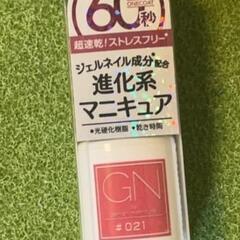 ONECOAT
60秒
超速乾!ストレスフリー*
ジェルネイル成分*配合
進化系
マニキュア
*光硬化樹脂 *乾き時間
GN
#021